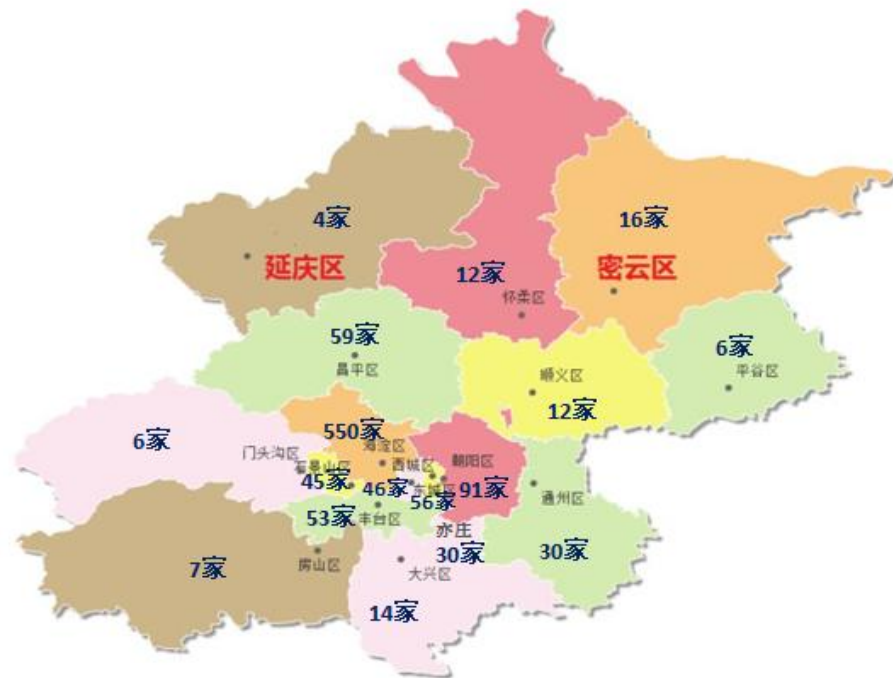 4家
16家
延庆区
12家
密云区
怀柔区
59家
昌平区
6家
平谷区
顺义区
12家
550家
海淀区
6家
门头沟区
石景山区
45家
西城区
朝阳区
46家
东城区
56家
91家
通州区
53家
丰台区
亦庄
30家
30家
7家
房山区
大兴区
14家